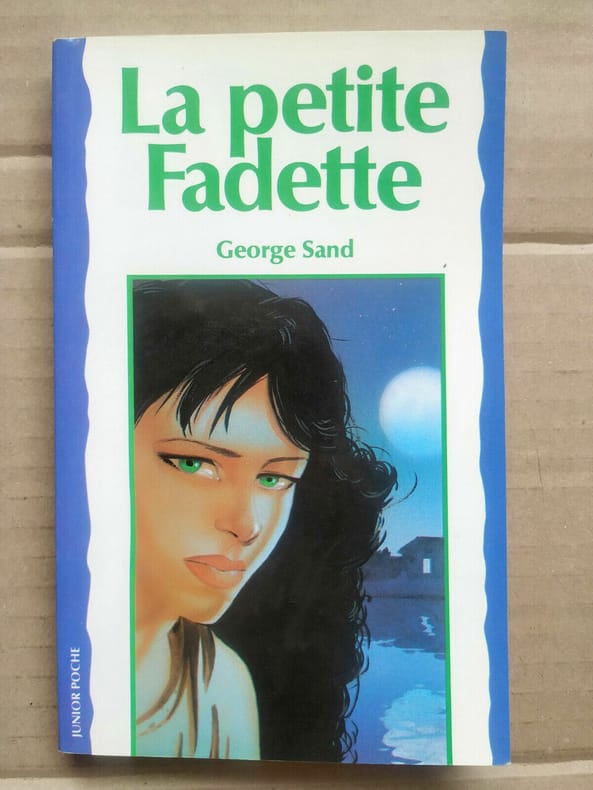 La petite
Fadette
George Sand
JUNIOR POCHE